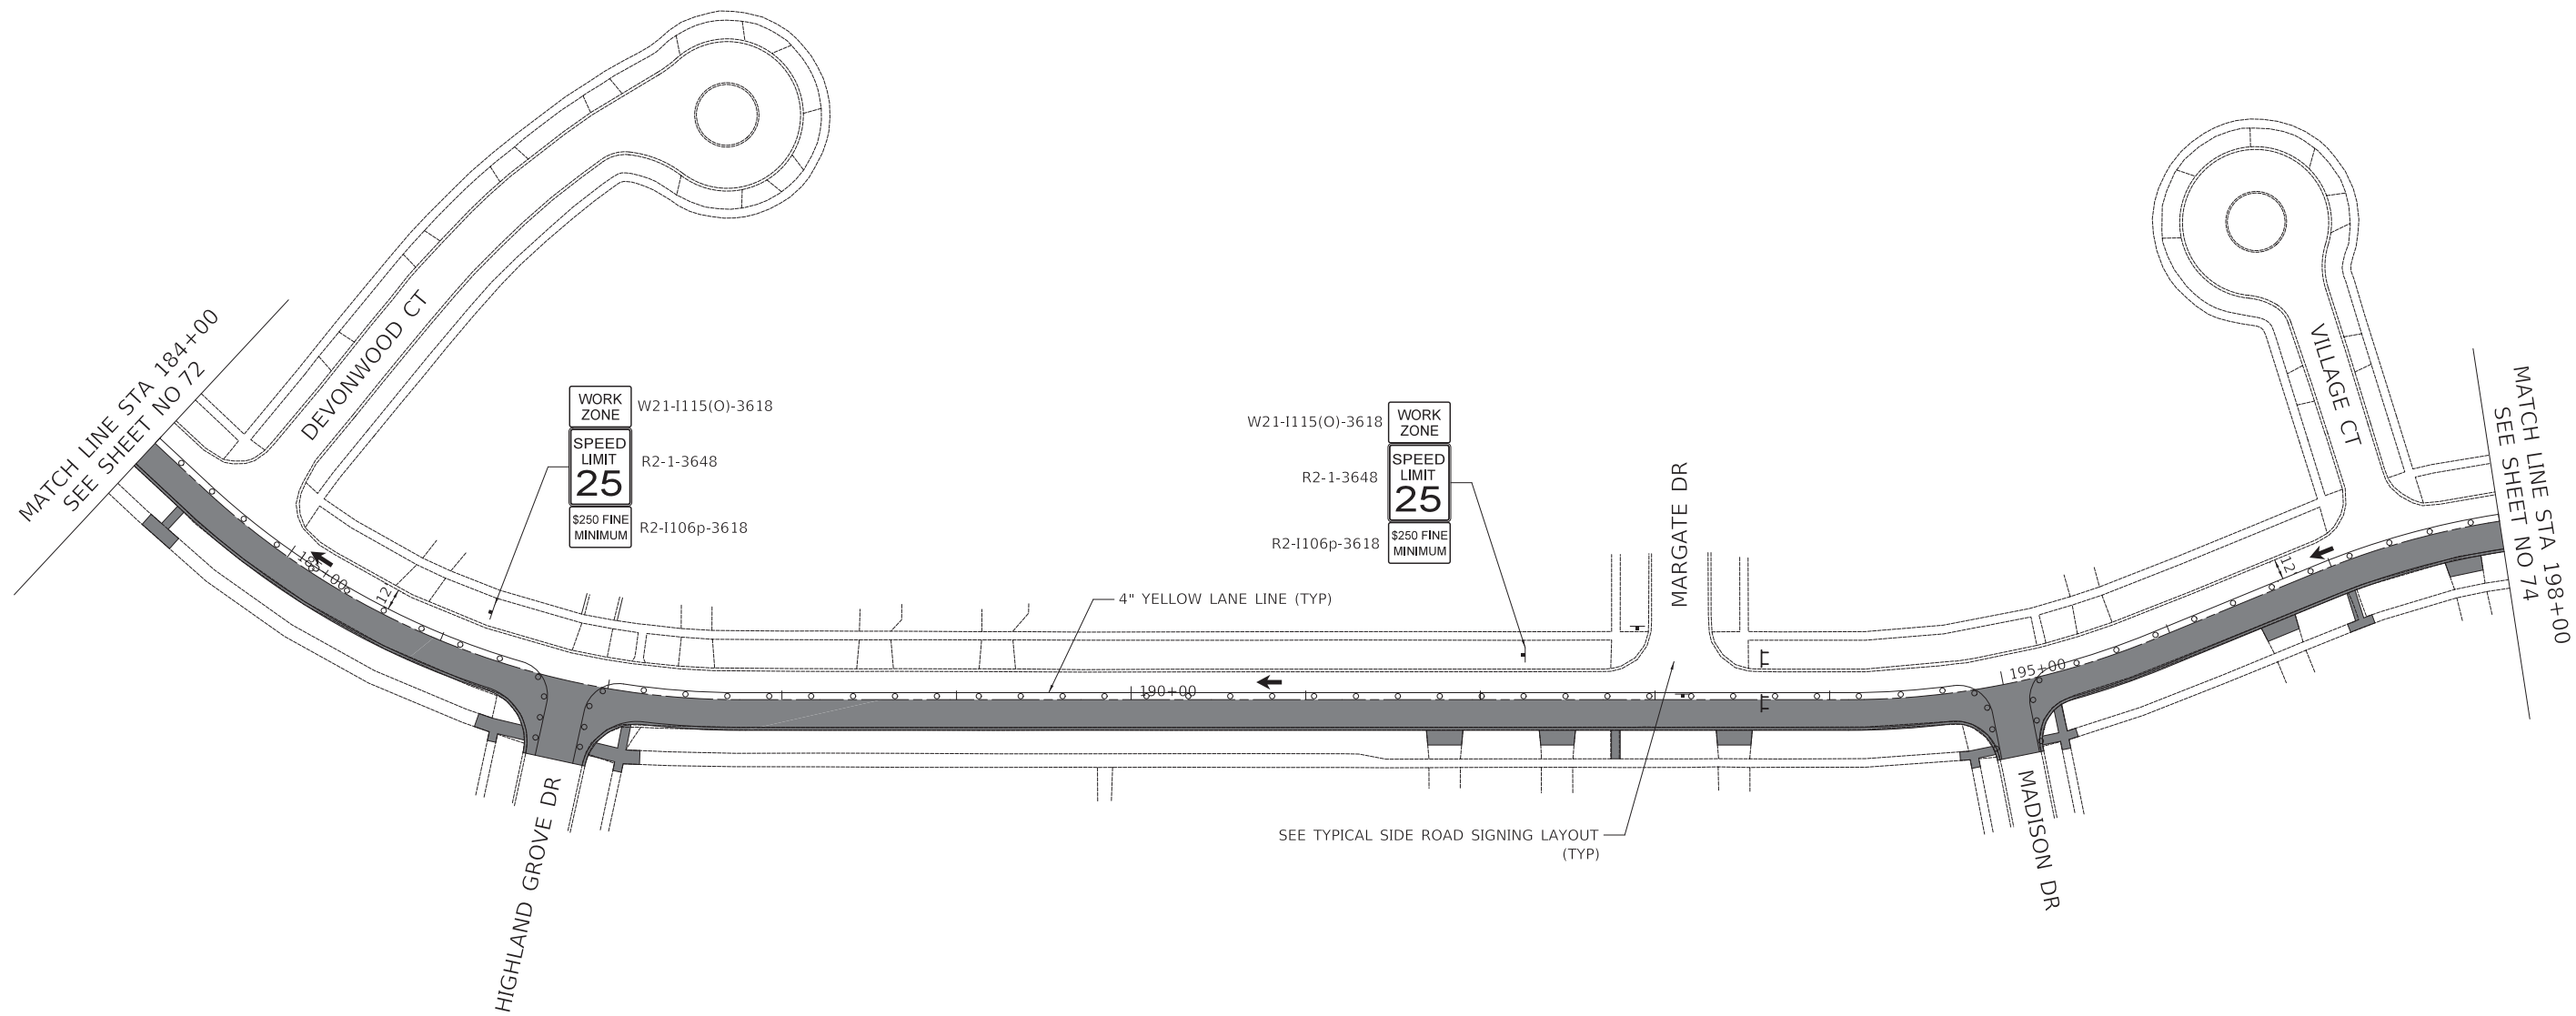 MATCH LINE STA 184+00
SEE SHEET NO 72
DEVONWOOD CT
WORK
ZONE
W21-I115(O)-3618
SPEED
LIMIT
25
R2-1-3648
$250 FINE
MINIMUM
R2-I106p-3618
W21-I115(O)-3618
WORK
ZONE
R2-1-3648
SPEED
LIMIT
25
R2-I106p-3618
$250 FINE
MINIMUM
MARGATE DR
VILLAGE CT
MATCH LINE STA 198+00
SEE SHEET NO 74
185+00
12
4" YELLOW LANE LINE (TYP)
190+00
195+00
12
SEE TYPICAL SIDE ROAD SIGNING LAYOUT
(TYP)
HIGHLAND GROVE DR
MADISON DR